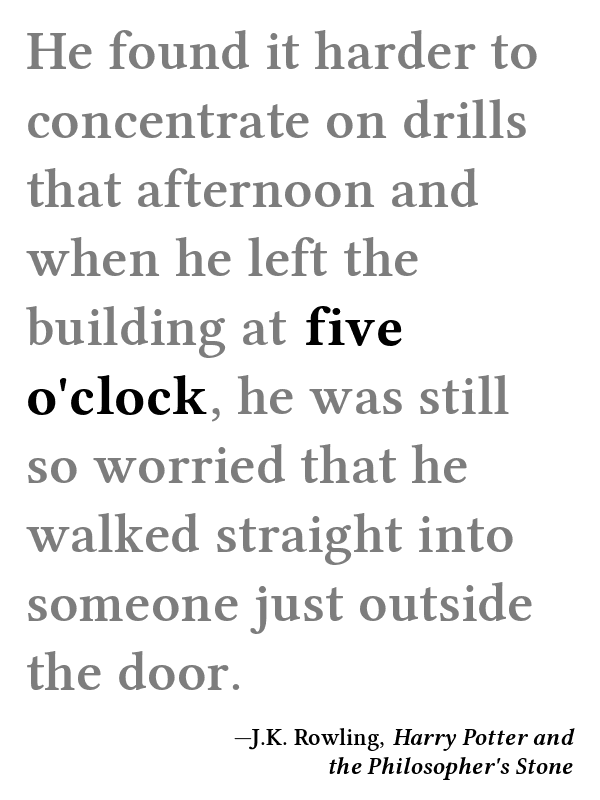 He found it harder to
concentrate on drills
that afternoon and
when he left the
building at five
o'clock, he was still
so worried that he
walked straight into
someone just outside
the door.
—J.K. Rowling, Harry Potter and
the Philosopher's Stone